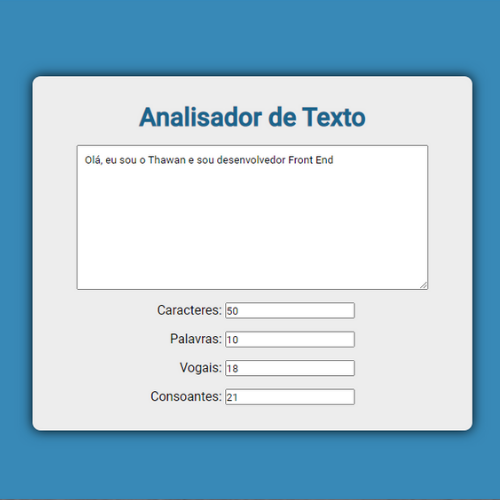 Analisador de Texto
Olá, eu sou o Thawan e sou desenvolvedor Front End
Caracteres: 50
Palavras: 10
Vogais: 18
Consoantes: 21